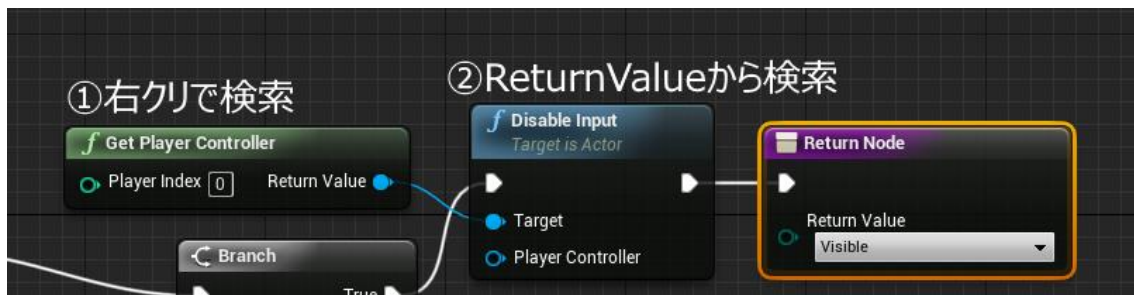 ①右クリで検索
②ReturnValueから検索
f Get Player Controller
Player Index 0 Return Value
f Disable Input
Target is Actor
Target
Player Controller
Return Node
Return Value
Visible
Branch
True